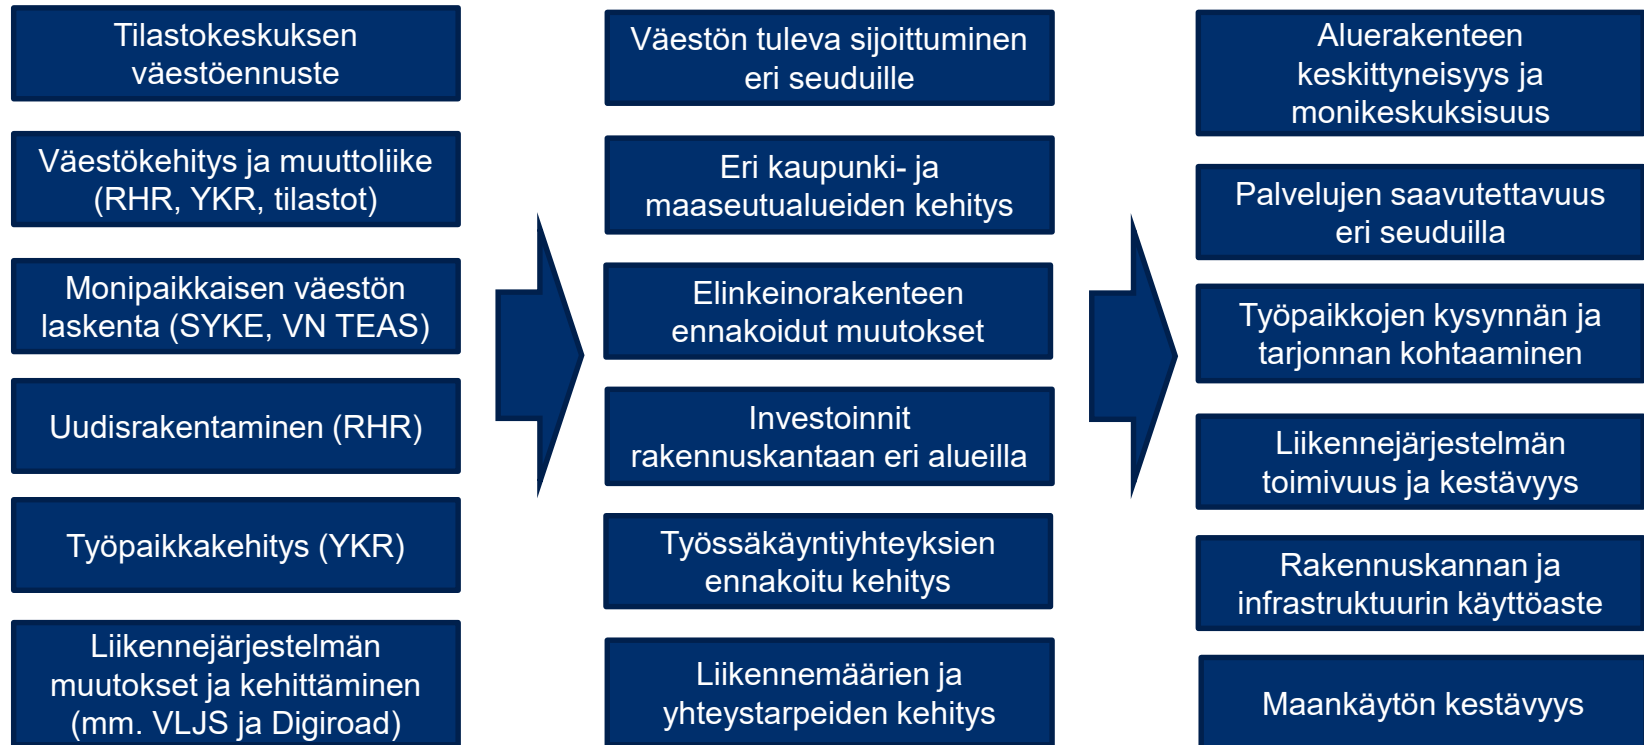 Tilastokeskuksen
väestöennuste
Väestökehitys ja muuttoliike
(RHR, YKR, tilastot)
Monipaikkaisen väestön
laskenta (SYKE, VN TEAS)
Uudisrakentaminen (RHR)
Työpaikkakehitys (YKR)
Liikennejärjestelmän
muutokset ja kehittäminen
(mm. VLJS ja Digiroad)
Väestön tuleva sijoittuminen
eri seuduille
Eri kaupunki- ja
maaseutualueiden kehitys
Elinkeinorakenteen
ennakoidut muutokset
Investoinnit
rakennuskantaan eri alueilla
Työssäkäyntiyhteyksien
ennakoitu kehitys
Liikennemäärien ja
yhteystarpeiden kehitys
Aluerakenteen
keskittyneisyys ja
monikeskuksisuus
Palvelujen saavutettavuus
eri seuduilla
Työpaikkojen kysynnän ja
tarjonnan kohtaaminen
Liikennejärjestelmän
toimivuus ja kestävyys
Rakennuskannan ja
infrastruktuurin käyttöaste
Maankäytön kestävyys